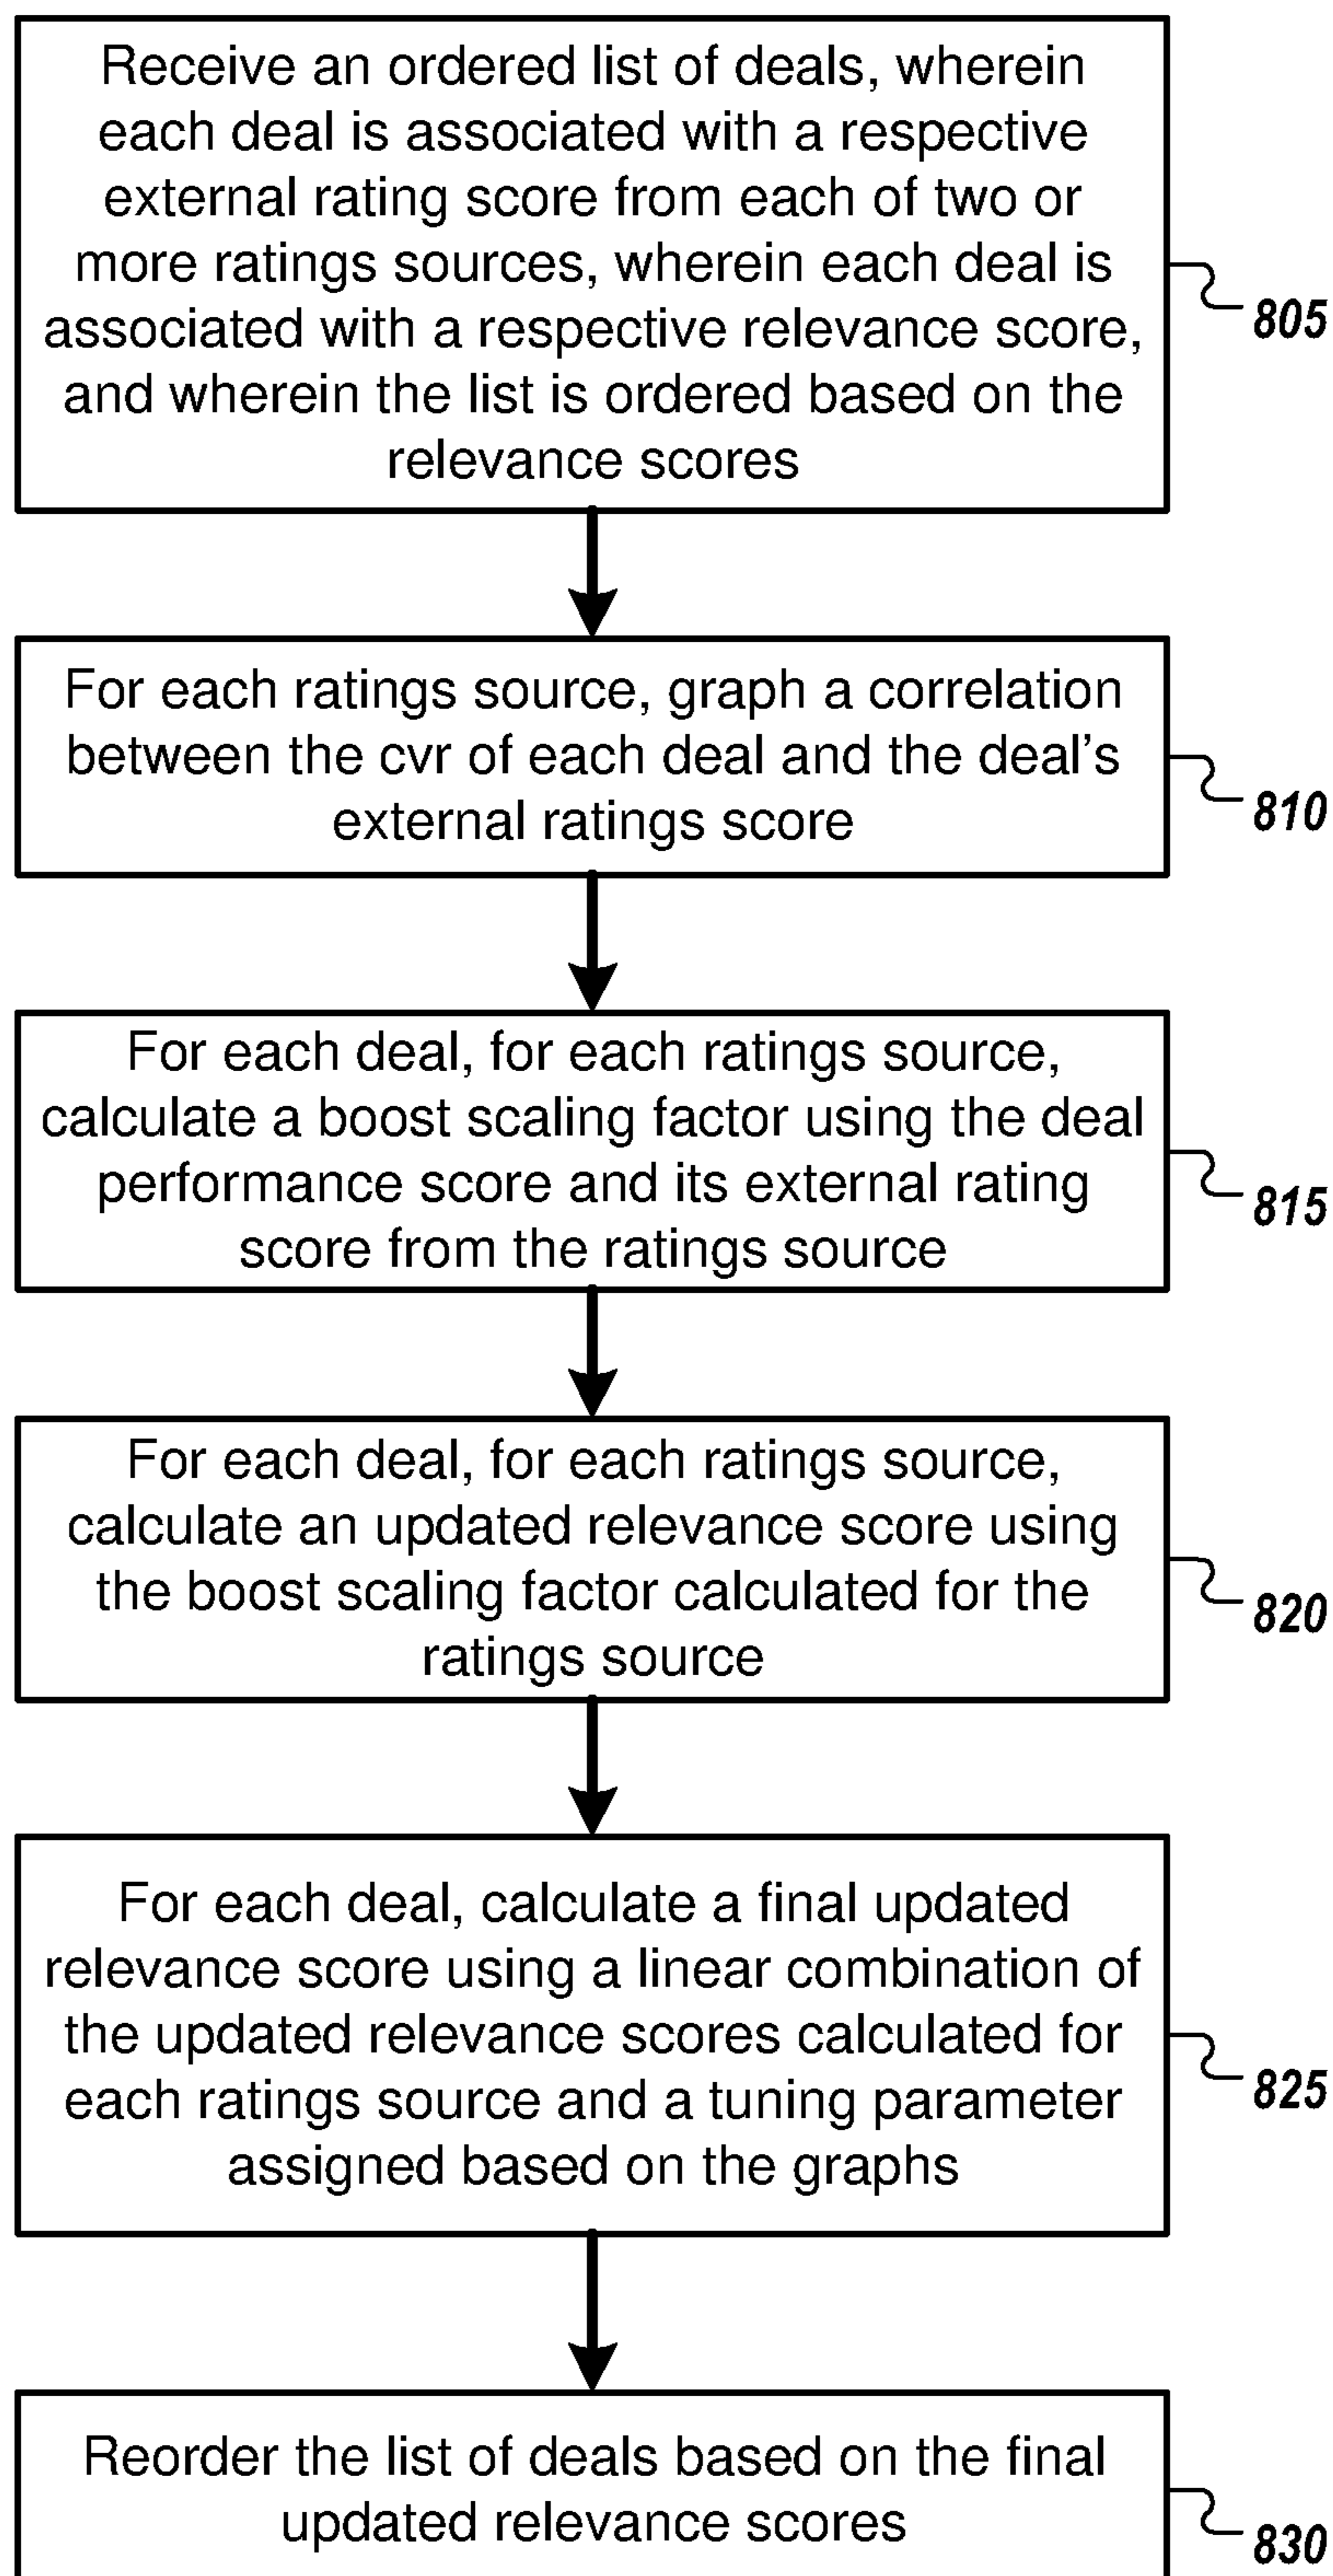 Receive an ordered list of deals, wherein
each deal is associated with a respective
external rating score from each of two or
more ratings sources, wherein each deal is
associated with a respective relevance score,
and wherein the list is ordered based on the
relevance scores
805
For each ratings source, graph a correlation
between the cvr of each deal and the deal's
external ratings score
810
For each deal, for each ratings source,
calculate a boost scaling factor using the deal
performance score and its external rating
score from the ratings source
815
For each deal, for each ratings source,
calculate an updated relevance score using
the boost scaling factor calculated for the
ratings source
820
For each deal, calculate a final updated
relevance score using a linear combination of
the updated relevance scores calculated for
each ratings source and a tuning parameter
assigned based on the graphs
825
Reorder the list of deals based on the final
updated relevance scores
830